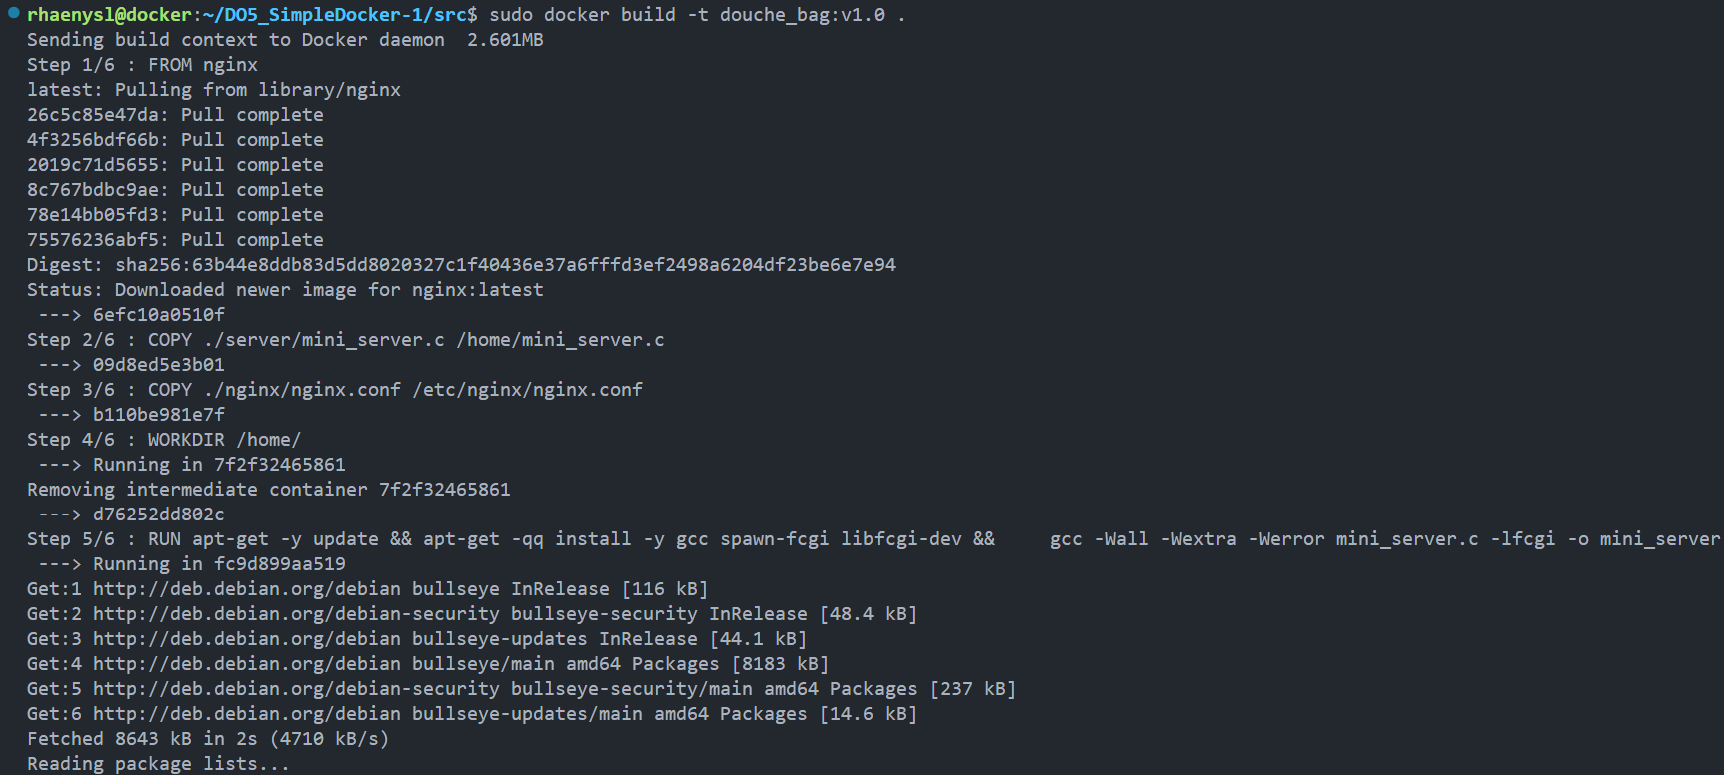 rhaenysl@docker:~/DO5_SimpleDocker-1/src$ sudo docker build -t douche_bag:v1.0 .
Sending build context to Docker daemon  2.601MB
Step 1/6 : FROM nginx
latest: Pulling from library/nginx
26c5c85e47da: Pull complete
4f3256bdf66b: Pull complete
2019c71d5655: Pull complete
8c767bdbc9ae: Pull complete
78e14bb05fd3: Pull complete
75576236abf5: Pull complete
Digest: sha256:63b44e8ddb83d5dd8020327c1f40436e37a6fffd3ef2498a6204df23be6e7e94
Status: Downloaded newer image for nginx:latest
 ---> 6efc10a0510f
Step 2/6 : COPY ./server/mini_server.c /home/mini_server.c
 ---> 09d8ed5e3b01
Step 3/6 : COPY ./nginx/nginx.conf /etc/nginx/nginx.conf
 ---> b110be981e7f
Step 4/6 : WORKDIR /home/
 ---> Running in 7f2f32465861
Removing intermediate container 7f2f32465861
 ---> d76252dd802c
Step 5/6 : RUN apt-get -y update && apt-get -qq install -y gcc spawn-fcgi libfcgi-dev &&     gcc -Wall -Wextra -Werror mini_server.c -lfcgi -o mini_server
 ---> Running in fc9d899aa519
Get:1 http://deb.debian.org/debian bullseye InRelease [116 kB]
Get:2 http://deb.debian.org/debian-security bullseye-security InRelease [48.4 kB]
Get:3 http://deb.debian.org/debian bullseye-updates InRelease [44.1 kB]
Get:4 http://deb.debian.org/debian bullseye/main amd64 Packages [8183 kB]
Get:5 http://deb.debian.org/debian-security bullseye-security/main amd64 Packages [237 kB]
Get:6 http://deb.debian.org/debian bullseye-updates/main amd64 Packages [14.6 kB]
Fetched 8643 kB in 2s (4710 kB/s)
Reading package lists...